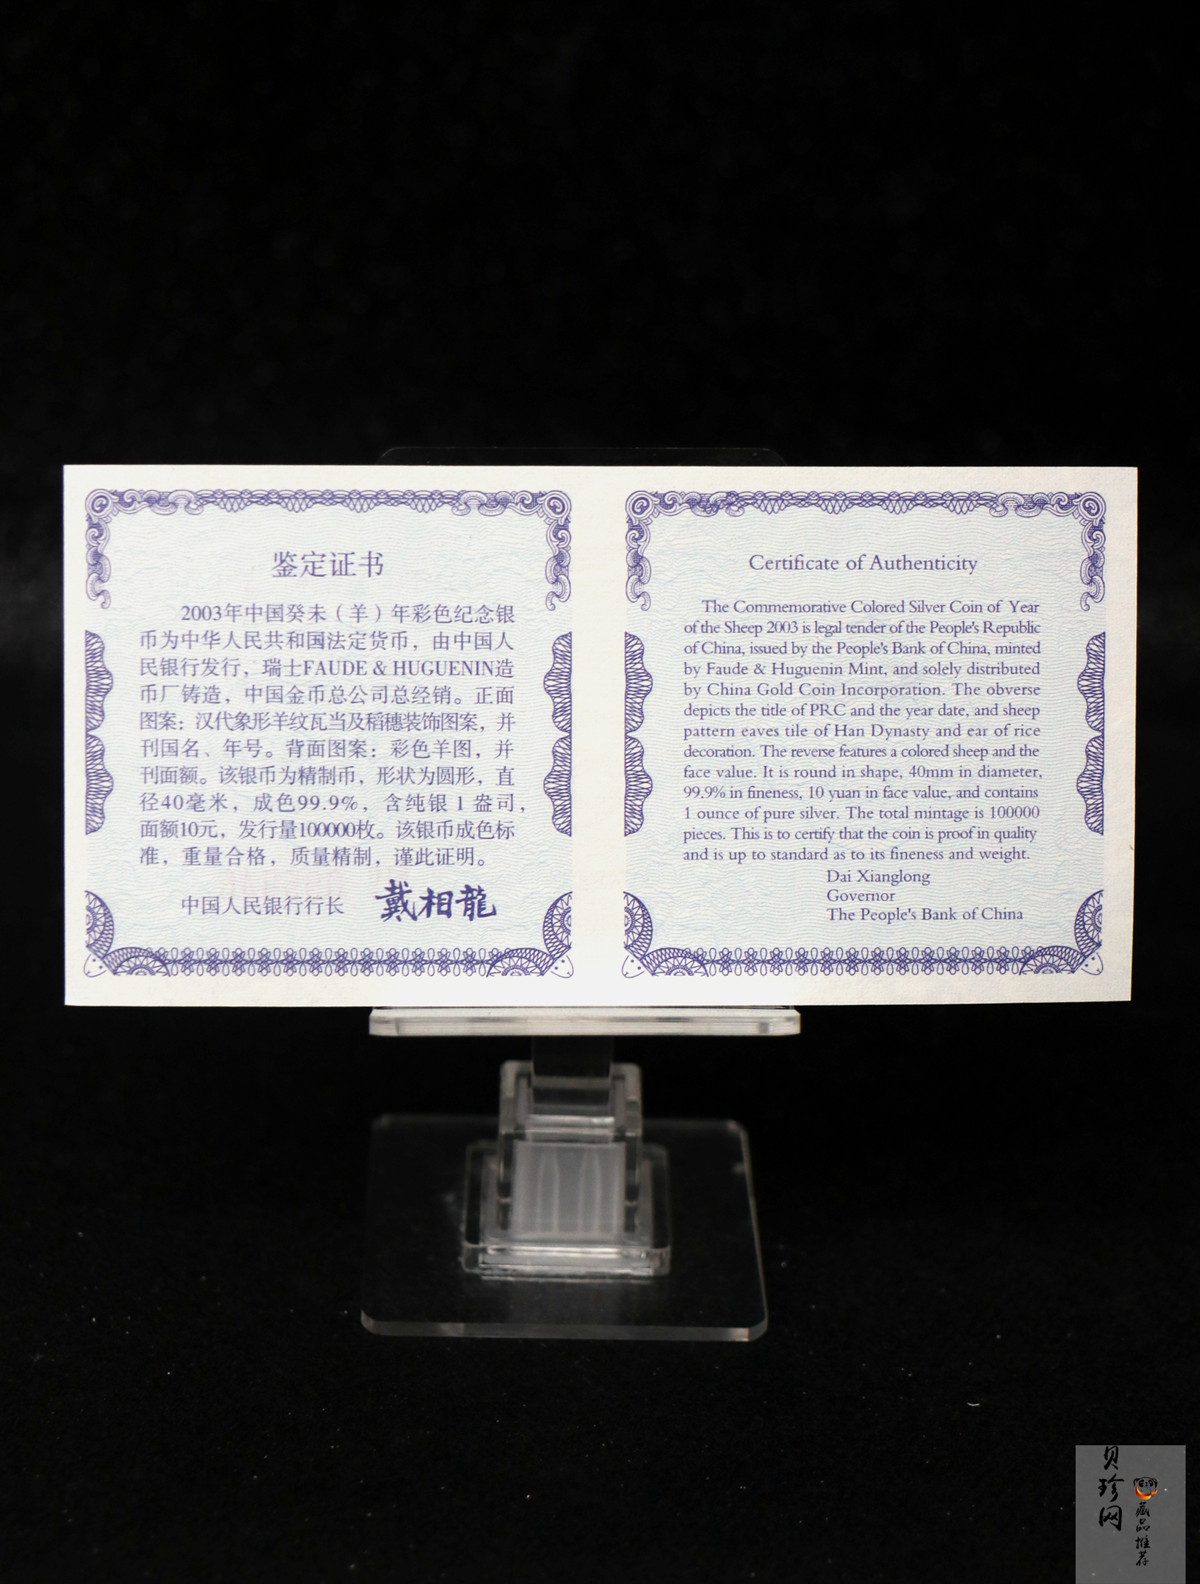 鉴定证书
2003年中国癸未（羊）年彩色纪念银
币为中华人民共和国法定货币，由中国人
民银行发行，瑞士FAUDE & HUGUENIN造
币厂铸造，中国金币总公司总经销。正面
图案：汉代象形羊纹瓦当及稻穗装饰图案，并
刊国名、年号。背面图案：彩色羊图，并
刊面额。该银币为精制币，形状为圆形，直
径40毫米，成色99.9%，含纯银1盎司，
面额10元，发行量100000枚。该银币成色标
准，重量合格，质量精制，谨此证明。
中国人民银行行长 戴相龍
Certificate of Authenticity
The Commemorative Colored Silver Coin of Year
of the Sheep 2003 is legal tender of the People's Republic
of China, issued by the People's Bank of China, minted
by Faude & Huguenin Mint, and solely distributed
by China Gold Coin Incorporation. The obverse
depicts the title of PRC and the year date, and sheep
pattern eaves tile of Han Dynasty and ear of rice
decoration. The reverse features a colored sheep and the
face value. It is round in shape, 40mm in diameter,
99.9% in fineness, 10 yuan in face value, and contains
1 ounce of pure silver. The total mintage is 100000
pieces. This is to certify that the coin is proof in quality
and is up to standard as to its fineness and weight.
Dai Xianglong
Governor
The People's Bank of China
贝珍网
藏品推荐